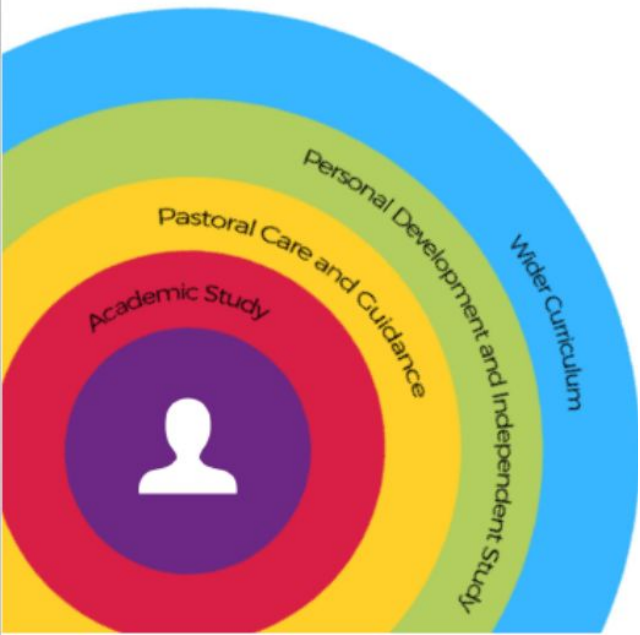 Academic Study
Pastoral Care and Guidance
Personal Development and Independent Study
Wider Curriculum